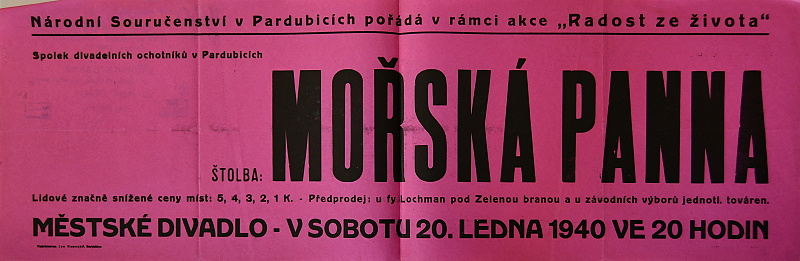 Národní Souručenství v Pardubicích pořádá v rámci akce „Radost ze života“
Spolek divadelních ochotníků v Pardubicích
ŠTOLBA: MOŘSKÁ PANNA
Lidové značně snížené ceny míst: 5, 4, 3, 2, 1 K. - Předprodej: u fy Lochman pod Zelenou branou a u závodních výborů jednotl. továren.
MĚSTSKÉ DIVADLO - V SOBOTU 20. LEDNA 1940 VE 20 HODIN